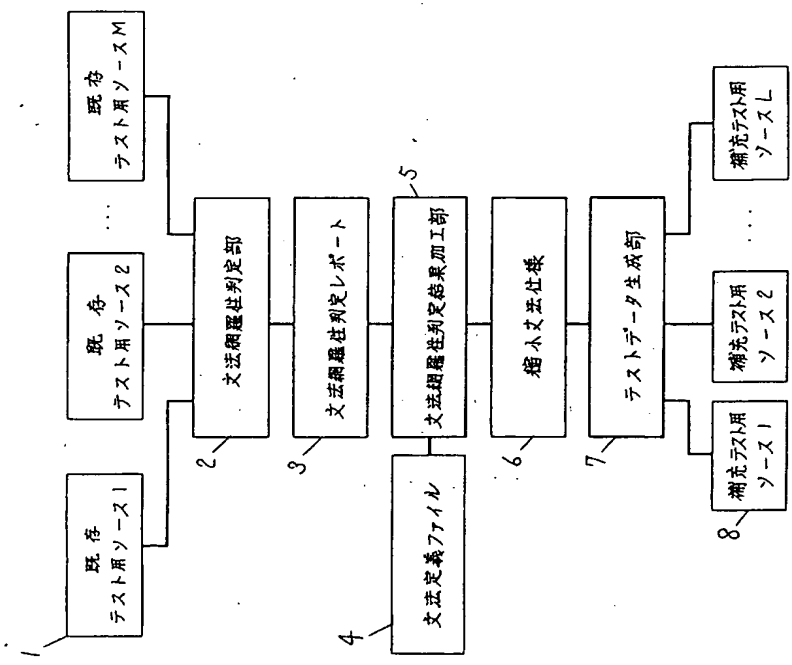 1
既存
テスト用ソース1
既存
テスト用ソース2
...
既存
テスト用ソースM
2
文法網羅性判定部
3
文法網羅性判定レポート
4
文法定義ファイル
5
文法網羅性判定結果加工部
6
縮小文法仕様
7
テストデータ生成部
8
補充テスト用
ソース1
補充テスト用
ソース2
...
補充テスト用
ソースL